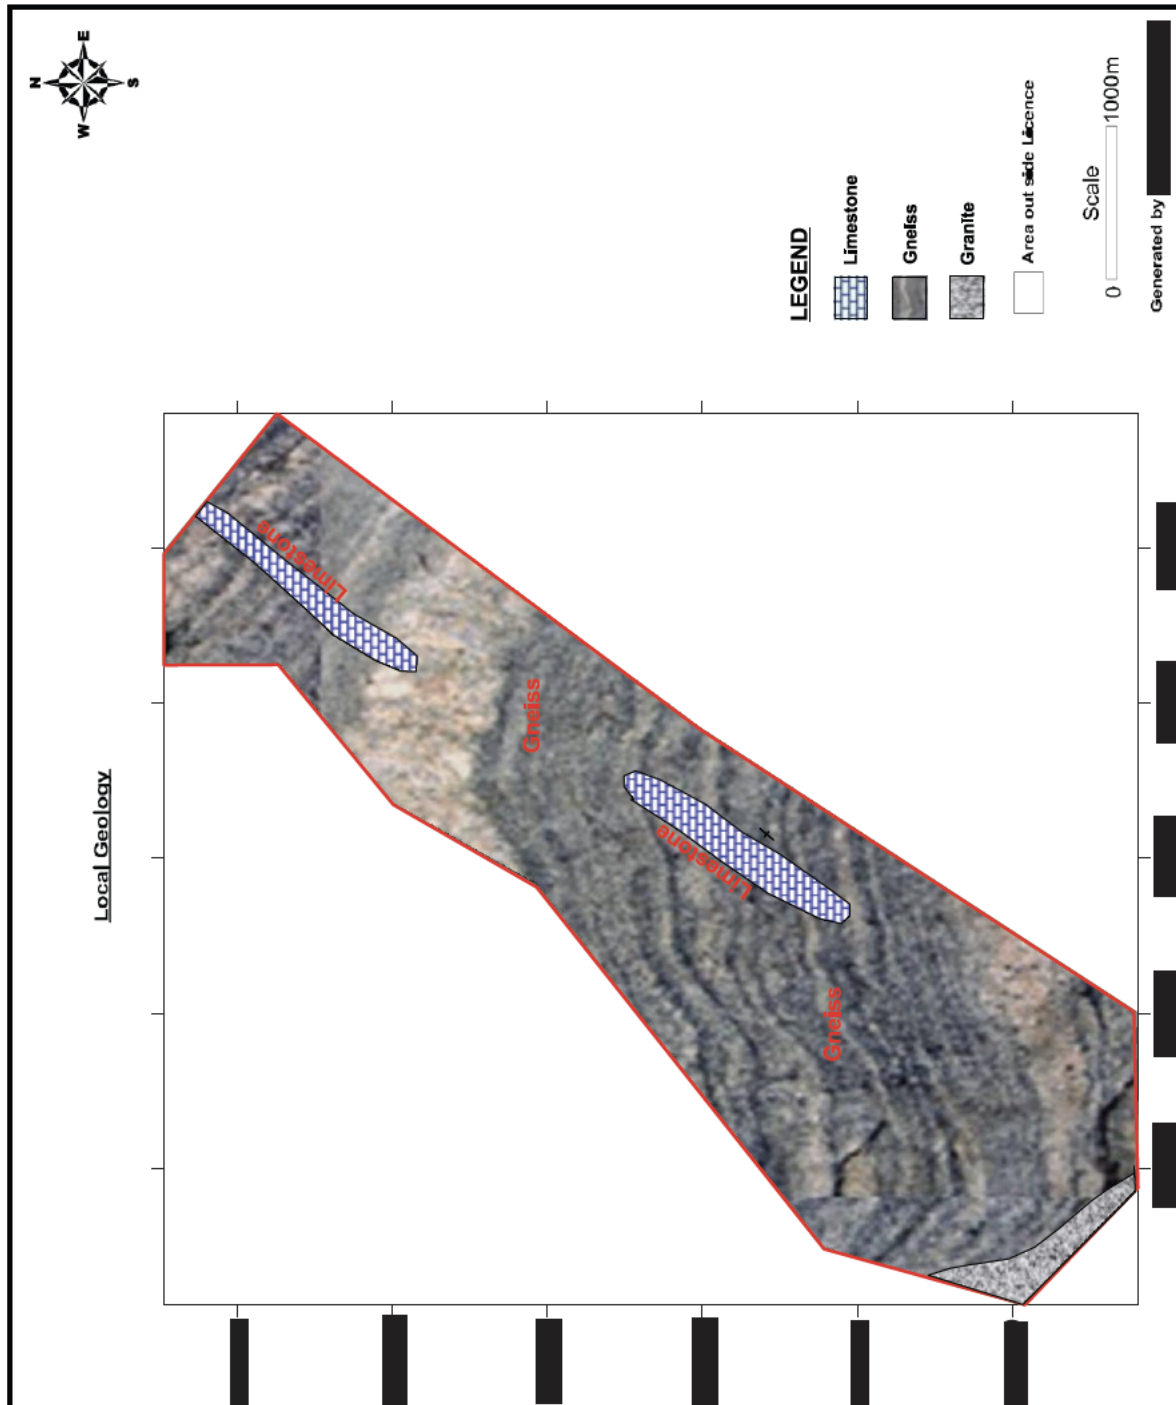 Local Geology
N
E
S
W
Limestone
Gneiss
Limestone
Gneiss
LEGEND
Limestone
Gneiss
Granite
Area out side Licence
Scale
0
1000m
Generated by